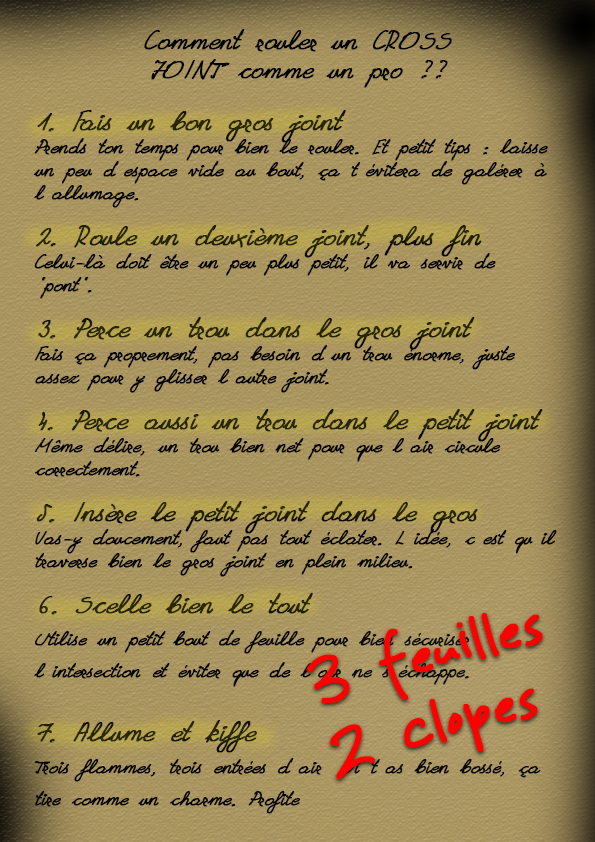 Comment rouler un CROSS
JOINT comme un pro ??
1. Fais un bon gros joint
Prends ton temps pour bien le rouler. Et petit tips : laisse
un peu d espace vide au bout, ça t évitera de galérer à
l allumage.
2. Roule un deuxième joint, plus fin
Celui-là doit être un peu plus petit, il va servir de
"pont".
3. Perce un trou dans le gros joint
Fais ça proprement, pas besoin d un trou énorme, juste
assez pour y glisser l autre joint.
4. Perce aussi un trou dans le petit joint
Même délire, un trou bien net pour que l air circule
correctement.
5. Insère le petit joint dans le gros
Vas-y doucement, faut pas tout éclater. L idée, c est qu il
traverse bien le gros joint en plein milieu.
6. Scelle bien le tout
Utilise un petit bout de feuille pour bien sécuriser
l intersection et éviter que de l air ne s échappe.
3 feuilles
2 clopes
7. Allume et kiffe
Trois flammes, trois entrées d air t as bien bossé, ça
tire comme un charme. Profite